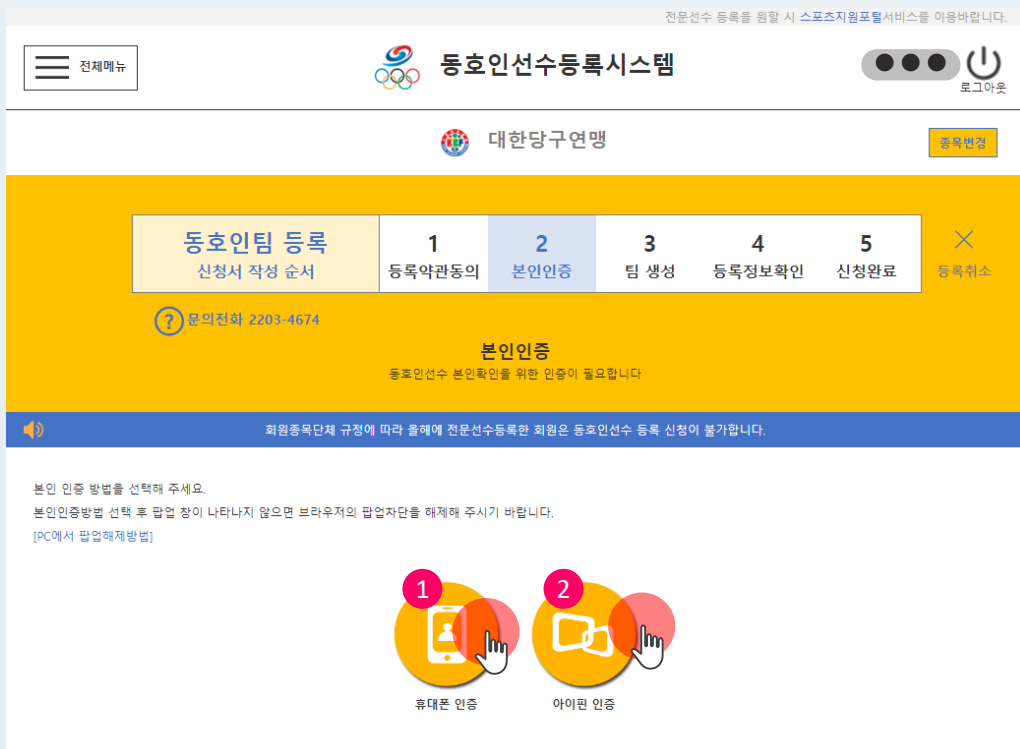 전문선수 등록을 원할 시 스포츠지원포털서비스를 이용바랍니다.
전체메뉴
동호인선수등록시스템
로그아웃
대한당구연맹
종목변경
동호인팀 등록
신청서 작성 순서
1
등록약관동의
2
본인인증
3
팀 생성
4
등록정보확인
5
신청완료
등록취소
? 문의전화 2203-4674
본인인증
동호인선수 본인확인을 위한 인증이 필요합니다
회원종목단체 규정에 따라 올해에 전문선수등록한 회원은 동호인선수 등록 신청이 불가합니다.
본인 인증 방법을 선택해 주세요.
본인인증방법 선택 후 팝업 창이 나타나지 않으면 브라우저의 팝업차단을 해제해 주시기 바랍니다.
[PC에서 팝업해제방법]
1
2
휴대폰 인증
아이핀 인증